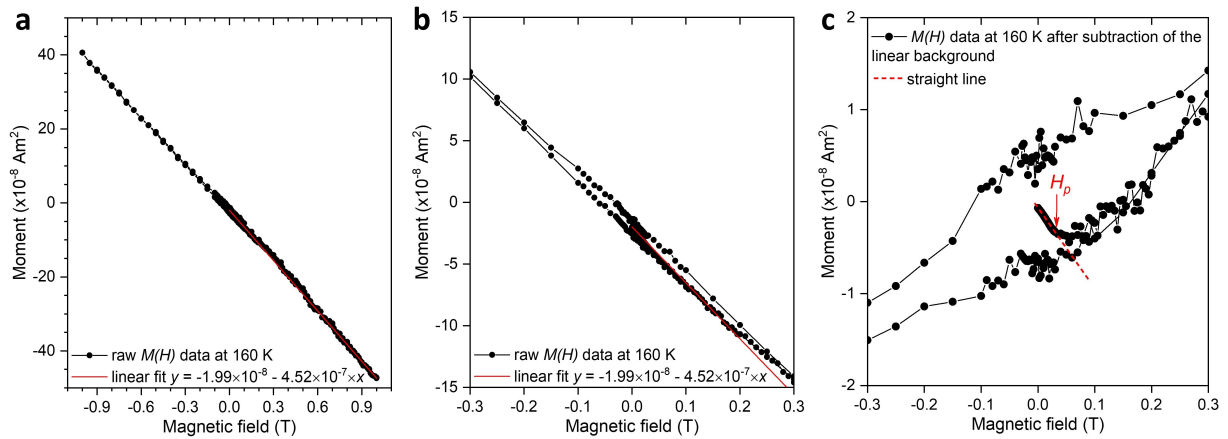 a
40
20
0
-20
-40
Moment (x10⁻⁸ Am²)
-0.9 -0.6 -0.3 0.0 0.3 0.6 0.9
Magnetic field (T)
raw M(H) data at 160 K
linear fit y = -1.99×10⁻⁸ - 4.52×10⁻⁷×x
b
15
10
5
0
-5
-10
-15
Moment (x10⁻⁸ Am²)
-0.3 -0.2 -0.1 0.0 0.1 0.2 0.3
Magnetic field (T)
raw M(H) data at 160 K
linear fit y = -1.99×10⁻⁸ - 4.52×10⁻⁷×x
c
2
1
0
-1
-2
Moment (x10⁻⁸ Am²)
-0.3 -0.2 -0.1 0.0 0.1 0.2 0.3
Magnetic field (T)
M(H) data at 160 K after subtraction of the
linear background
straight line
Hₚ